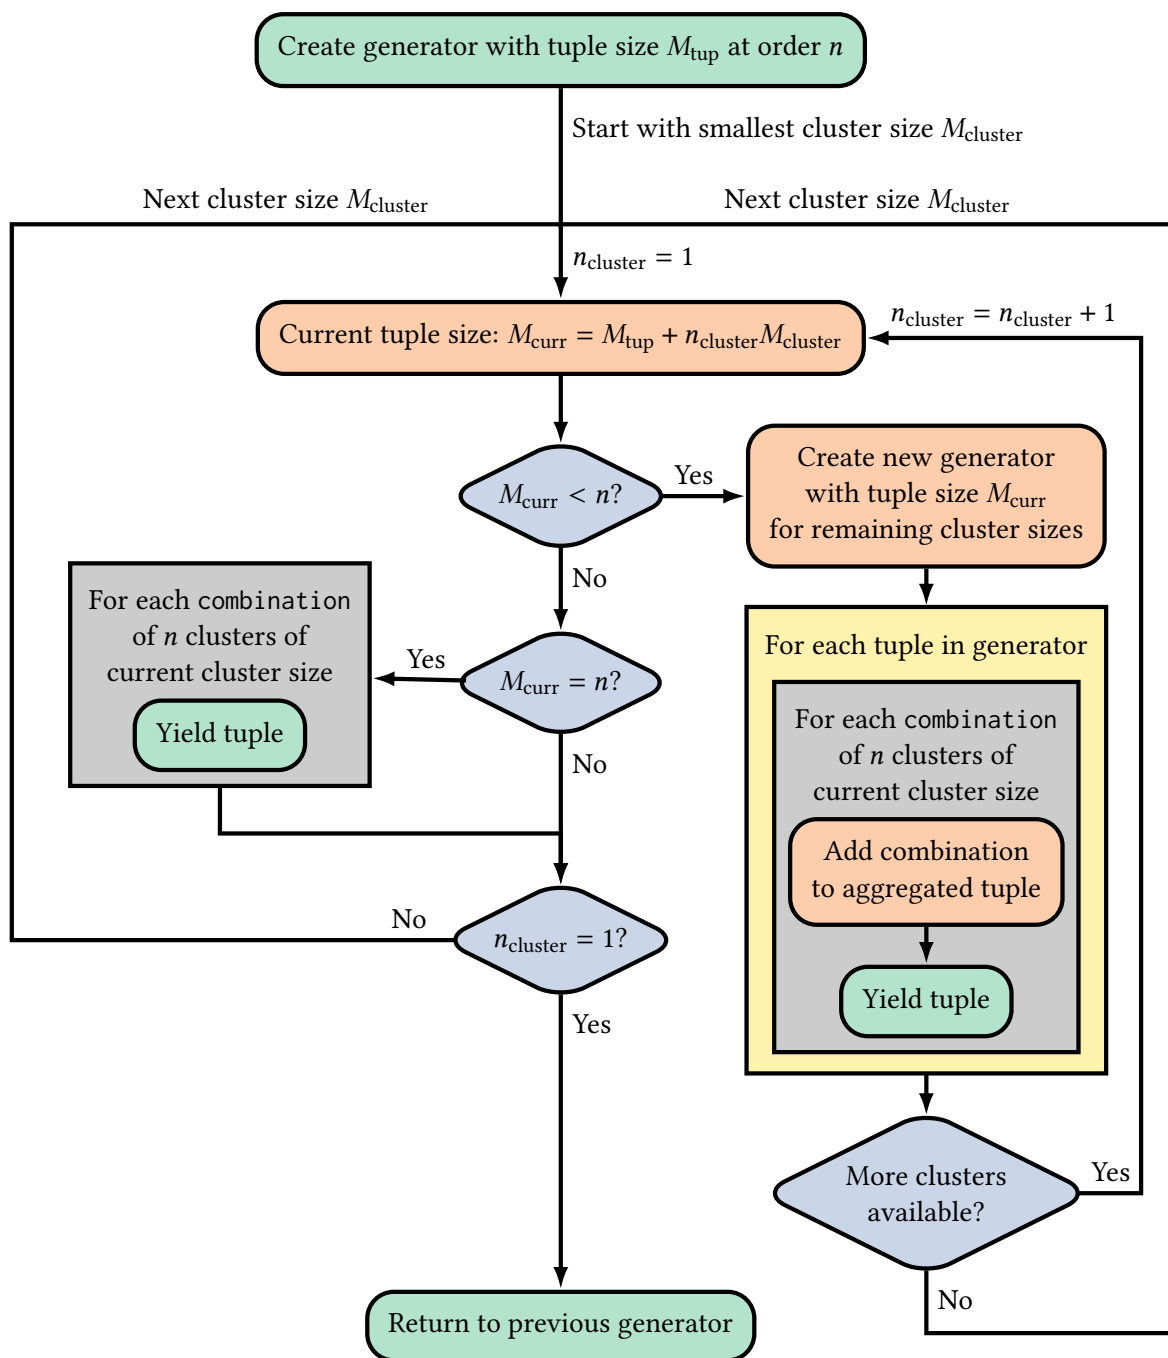 Create generator with tuple size M_tup at order n
Start with smallest cluster size M_cluster
Next cluster size M_cluster
Next cluster size M_cluster
n_cluster = 1
Current tuple size: M_curr = M_tup + n_cluster M_cluster
n_cluster = n_cluster + 1
M_curr < n?
Yes
Create new generator
with tuple size M_curr
for remaining cluster sizes
No
For each combination
of n clusters of
current cluster size
Yield tuple
Yes
M_curr = n?
No
For each tuple in generator
For each combination
of n clusters of
current cluster size
Add combination
to aggregated tuple
Yield tuple
No
n_cluster = 1?
Yes
More clusters
available?
Yes
No
Return to previous generator